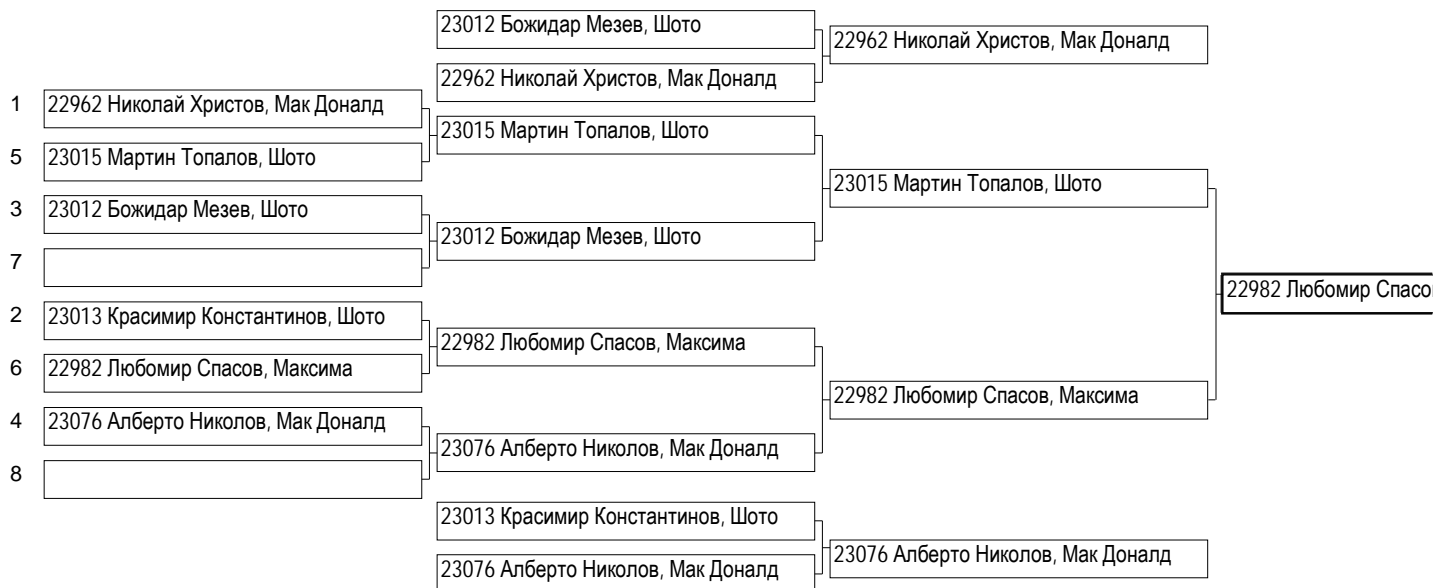 23012 Божидар Мезев, Шото
22962 Николай Христов, Мак Доналд
22962 Николай Христов, Мак Доналд
1 22962 Николай Христов, Мак Доналд
23015 Мартин Топалов, Шото
5 23015 Мартин Топалов, Шото
23015 Мартин Топалов, Шото
3 23012 Божидар Мезев, Шото
23012 Божидар Мезев, Шото
7
22982 Любомир Спасо
2 23013 Красимир Константинов, Шото
22982 Любомир Спасов, Максима
6 22982 Любомир Спасов, Максима
22982 Любомир Спасов, Максима
4 23076 Алберто Николов, Мак Доналд
23076 Алберто Николов, Мак Доналд
8
23013 Красимир Константинов, Шото
23076 Алберто Николов, Мак Доналд
23076 Алберто Николов, Мак Доналд